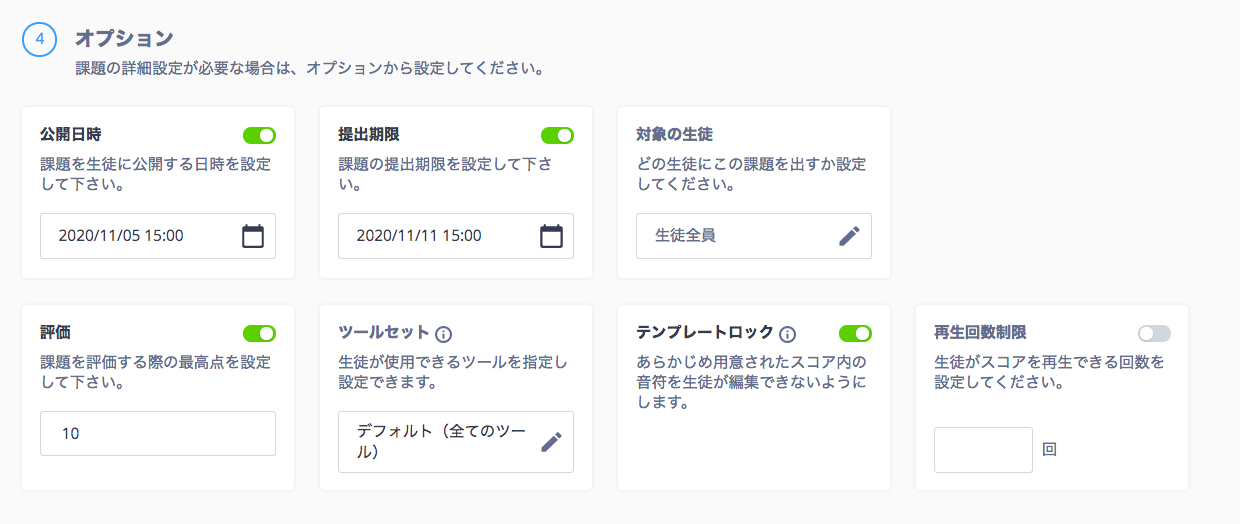 4 オプション
課題の詳細設定が必要な場合は、オプションから設定してください。
公開日時
課題を生徒に公開する日時を設定
して下さい。
2020/11/05 15:00
提出期限
課題の提出期限を設定して下さ
い。
2020/11/11 15:00
対象の生徒
どの生徒にこの課題を出すか設定
してください。
生徒全員
評価
課題を評価する際の最高点を設定
して下さい。
10
ツールセット
生徒が使用できるツールを指定し
設定できます。
デフォルト（全てのツー
ル）
テンプレートロック
あらかじめ用意されたスコア内の
音符を生徒が編集できないように
します。
再生回数制限
生徒がスコアを再生できる回数を
設定してください。
回